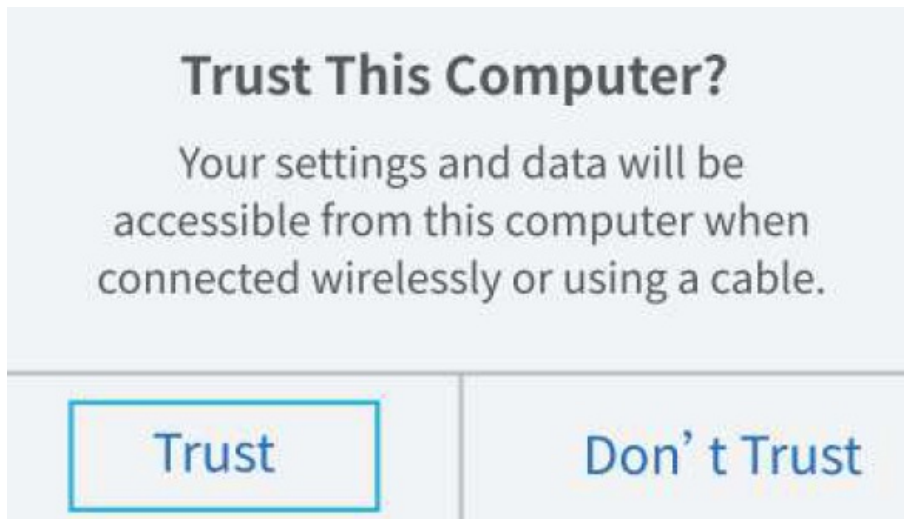 Trust This Computer?
Your settings and data will be
accessible from this computer when
connected wirelessly or using a cable.
Trust
Don’ t Trust